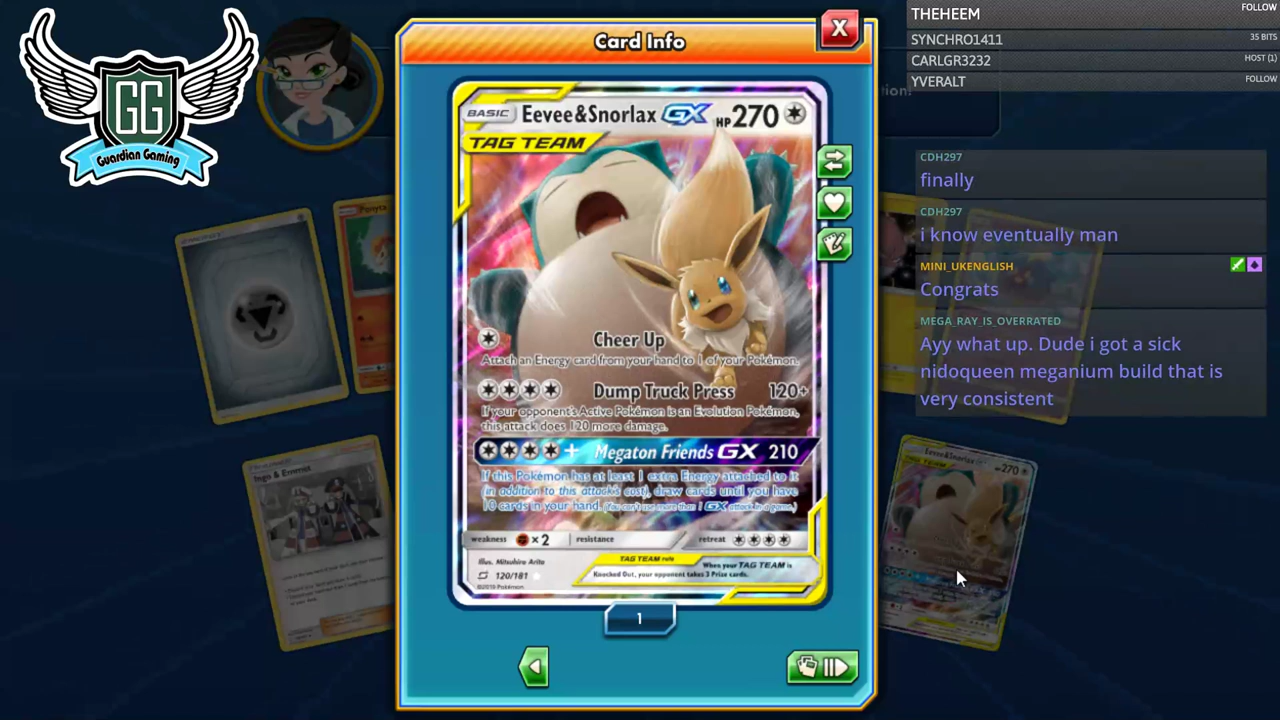 THEHEEM
FOLLOW
SYNCHRO1411
35 BITS
CARLGR3232
HOST (1)
YVERALT
FOLLOW
GG
Guardian Gaming
Card Info
X
BASIC Eevee&Snorlax GX HP 270
TAG TEAM
Cheer Up
Attach an Energy card from your hand to 1 of your Pokémon.
Dump Truck Press 120+
If your opponent's Active Pokémon is an Evolution Pokémon,
this attack does 120 more damage.
+ Megaton Friends GX 210
If this Pokémon has at least 1 extra Energy attached to it
(in addition to this attack's cost), draw cards until you have
10 cards in your hand. (You can't use more than 1 GX attack in a game.)
weakness ×2 resistance retreat
TAG TEAM rule When your TAG TEAM is
Knocked Out, your opponent takes 3 Prize cards.
Illus. Mitsuhiro Arita
120/181
©2019 Pokémon
1
CDH297
finally
CDH297
i know eventually man
MINI_UKENGLISH
Congrats
MEGA_RAY_IS_OVERRATED
Ayy what up. Dude i got a sick
nidoqueen meganium build that is
very consistent
Ponyta
Ingo & Emmet
Eevee&Snorlax 270